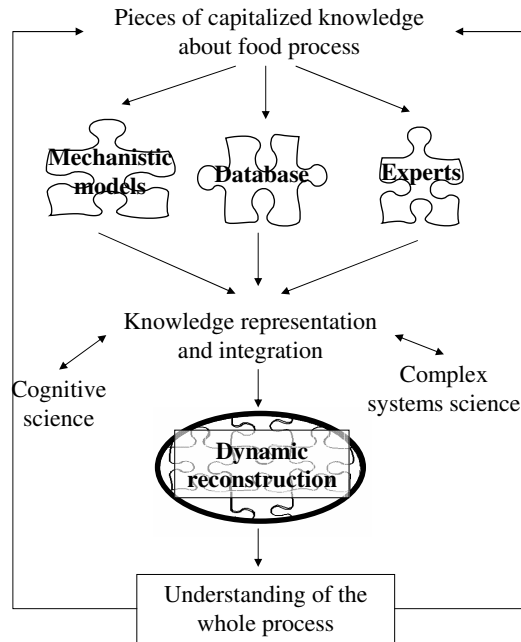 Pieces of capitalized knowledge
about food process
Mechanistic
models
Database
Experts
Knowledge representation
and integration
Cognitive
science
Complex
systems science
Dynamic
reconstruction
Understanding of the
whole process